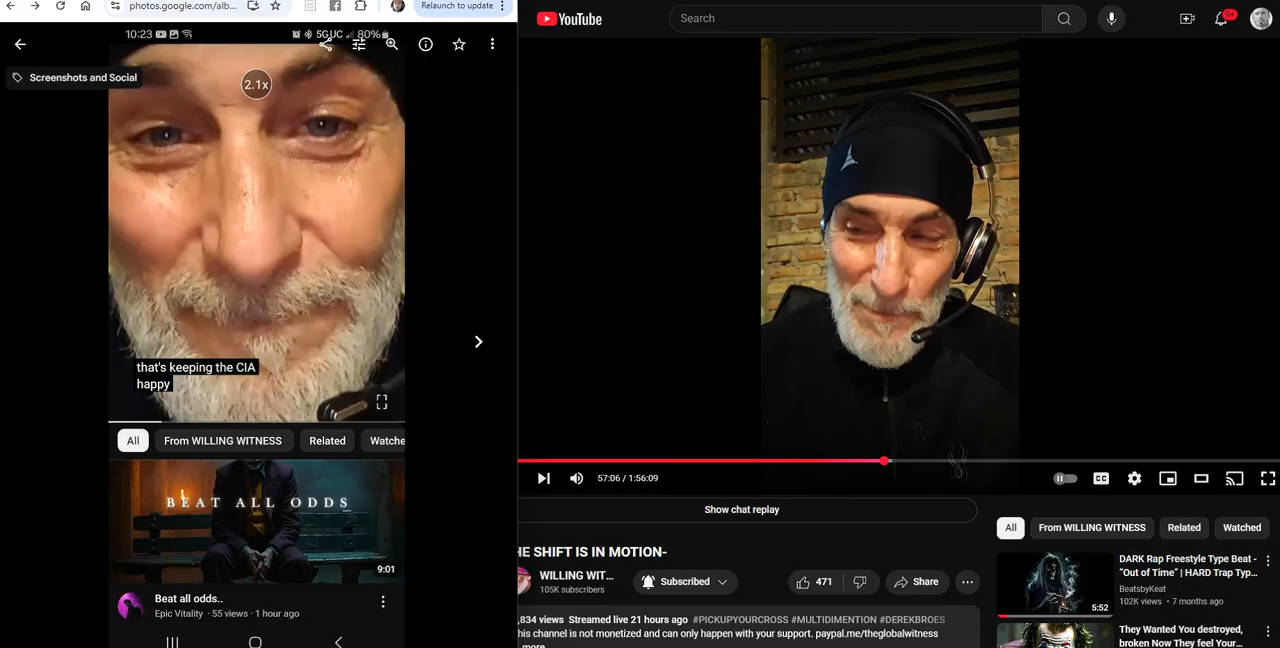 photos.google.com/alb...
Relaunch to update
10:23
5GUC
80%
Screenshots and Social
2.1x
that's keeping the CIA
happy
All
From WILLING WITNESS
Related
Watche
BEAT ALL ODDS
9:01
Beat all odds..
Epic Vitality · 55 views · 1 hour ago
YouTube
Search
9+
57:06 / 1:56:09
CC
Show chat replay
HE SHIFT IS IN MOTION-
WILLING WIT...
105K subscribers
Subscribed
471
Share
,834 views Streamed live 21 hours ago #PICKUPYOURCROSS #MULTIDIMENTION #DEREKBROES
his channel is not monetized and can only happen with your support. paypal.me/theglobalwitness
more
All
From WILLING WITNESS
Related
Watched
5:52
DARK Rap Freestyle Type Beat -
"Out of Time" | HARD Trap Typ...
BeatsbyKeat
102K views · 7 months ago
They Wanted You destroyed,
broken Now They feel Your...